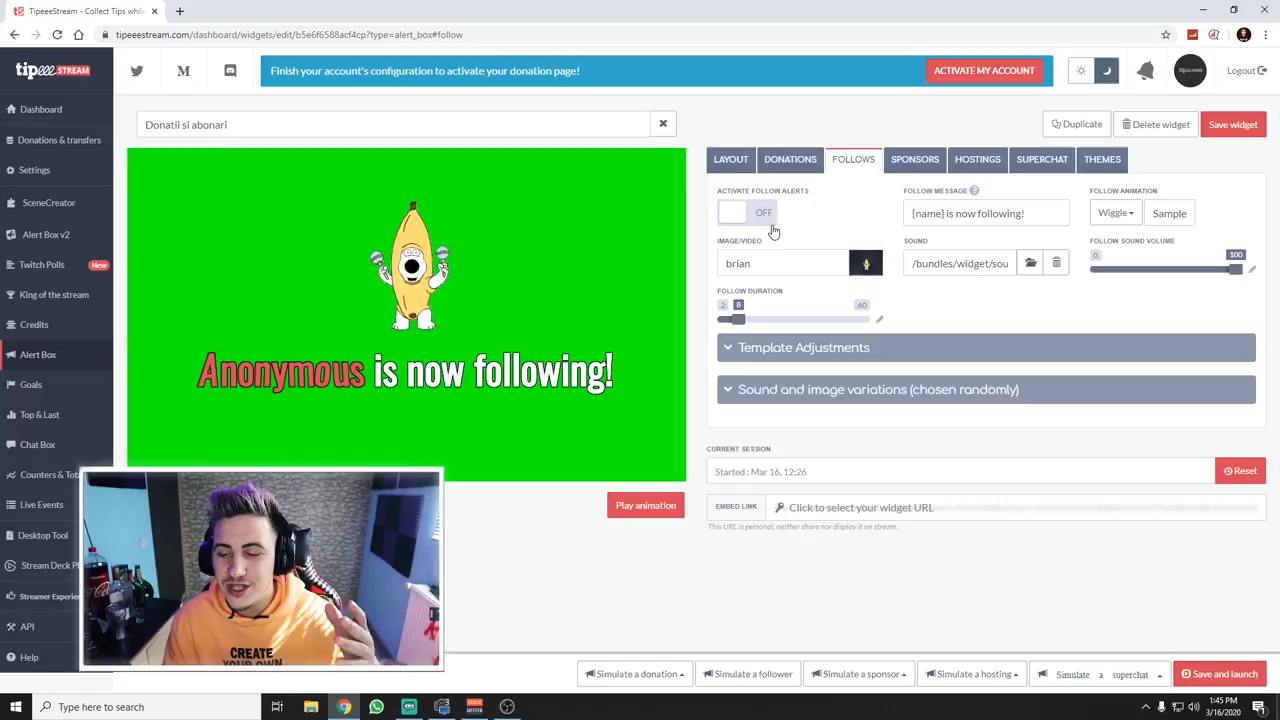 TipeeeStream: Tips whil
tipeeestream.com/dashboard/widgets/edit/b5e6f6588acf4cp?type=alert_box#follow
tipeee STREAM
Finish your account's configuration to activate your donation page!
ACTIVATE MY ACCOUNT
Logout
Dashboard
Donations & transfers
Settings
SceneCreator
Alert Box v2
Twitch Polls
New
King of the stream
Credits
Alert Box
Goals
Top & Last
Chat Box
Counters & Tota
Live Events
Desktop Tool
Stream Deck Pl
Streamer Experien
API
Help
Donatii si abonari
Duplicate
Delete widget
Save widget
LAYOUT
DONATIONS
FOLLOWS
SPONSORS
HOSTINGS
SUPERCHAT
THEMES
ACTIVATE FOLLOW ALERTS
FOLLOW MESSAGE
FOLLOW ANIMATION
OFF
{name} is now following!
Wiggle
Sample
IMAGE/VIDEO
SOUND
FOLLOW SOUND VOLUME
brian
/bundles/widget/sou
0
100
FOLLOW DURATION
2
8
60
Template Adjustments
Sound and image variations (chosen randomly)
Anonymous is now following!
Play animation
CURRENT SESSION
Started : Mar 16, 12:26
Reset
EMBED LINK
Click to select your widget URL
This URL is personal, neither share nor display it on stream.
CREATE
YOUR OWN
Simulate a donation
Simulate a follower
Simulate a sponsor
Simulate a hosting
Simulate a superchat
Save and launch
Type here to search
1:45 PM
3/16/2020